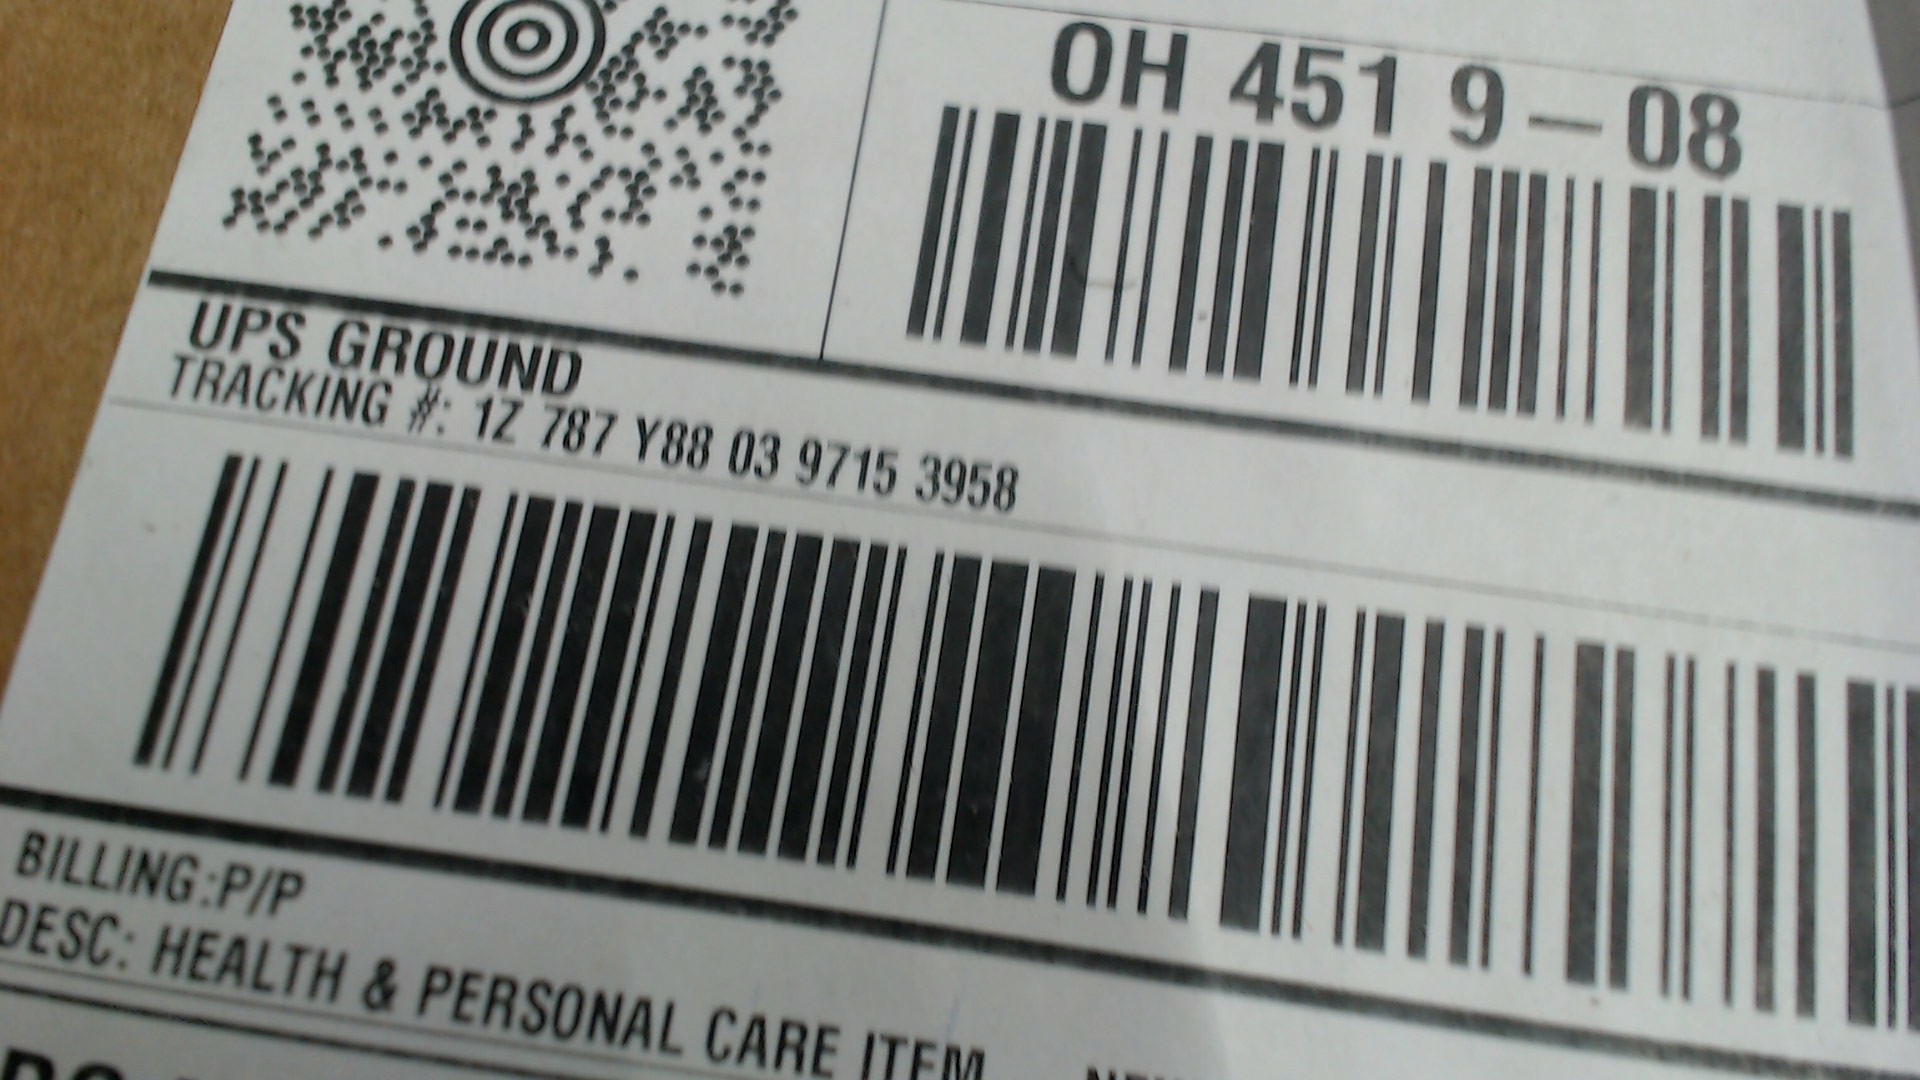 OH 451 9-08
UPS GROUND
TRACKING #: 1Z 787 Y88 03 9715 3958
BILLING:P/P
DESC: HEALTH & PERSONAL CARE ITEM